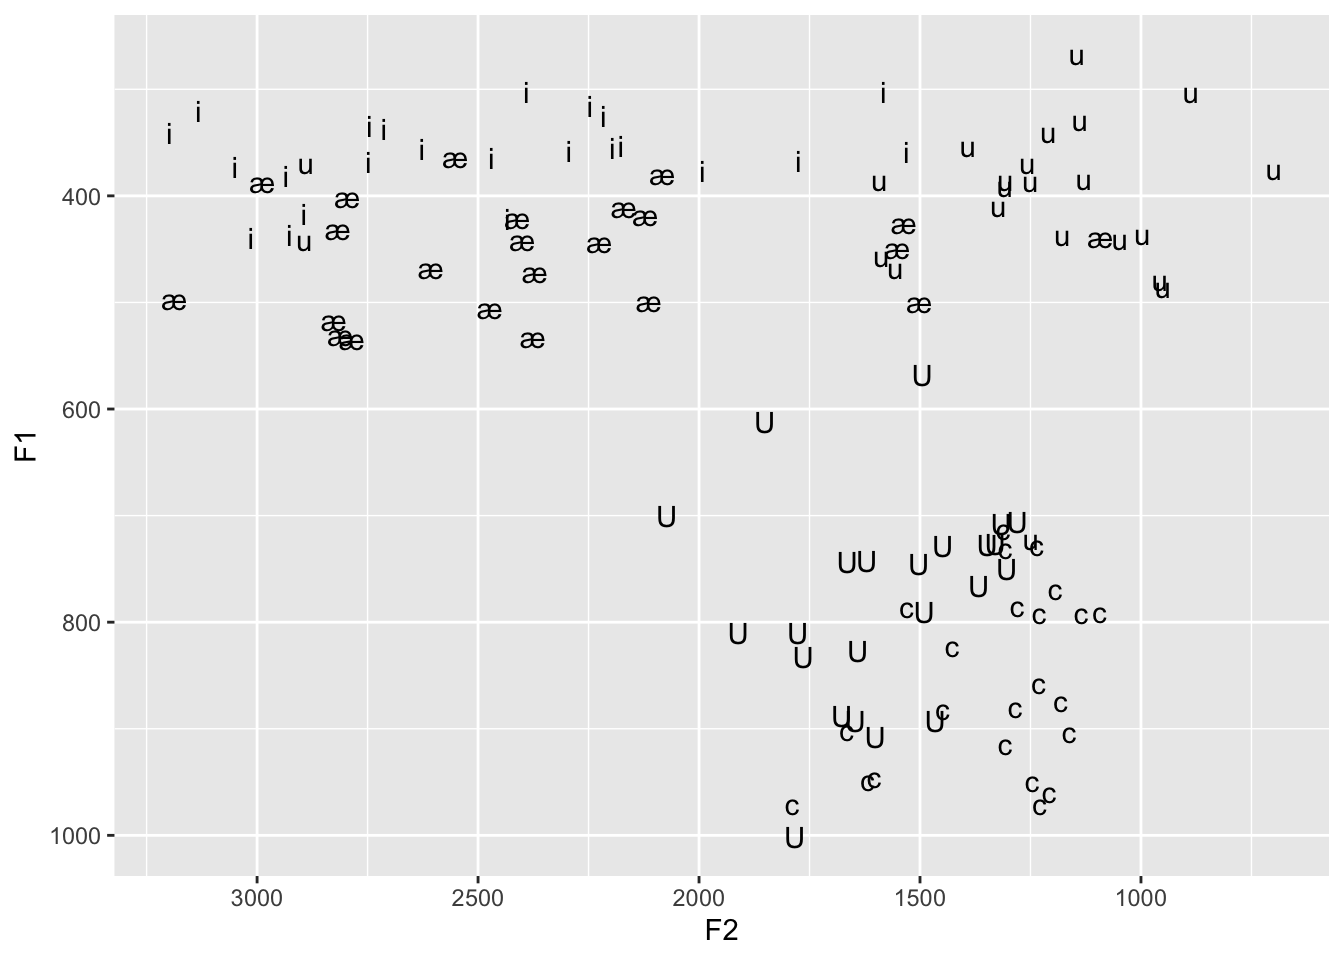 u
i i u
i i i u
i i i u
i i æ i i i i i i u
i u i i i u u
æ i æ u u u u u
400 æ
i i æ æ æ æ u
i i u æ æ æ æ u æ u u
æ æ u u
u u
æ æ æ æ
æ æ æ æ
U
600
U
U
U c U
U U U U U U c u c
U U c
c U c c c c
800
U U
U U c
c
c
U U c U U c c c
c
c c c c
c c
1000 U
3000 2500 2000 1500 1000
F2
F1